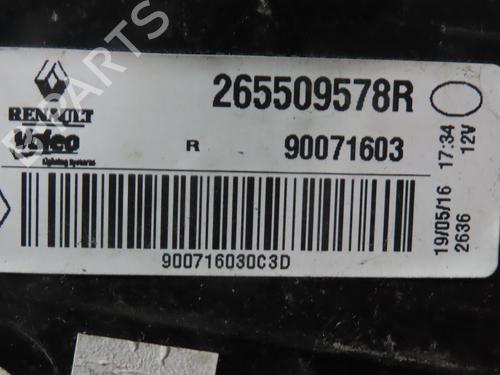 265509578R
RENAULT
Valeo
Lighting Systems
R
90071603
900716030C3D
19/05/16 17:34
2636 12V
B-PARTS